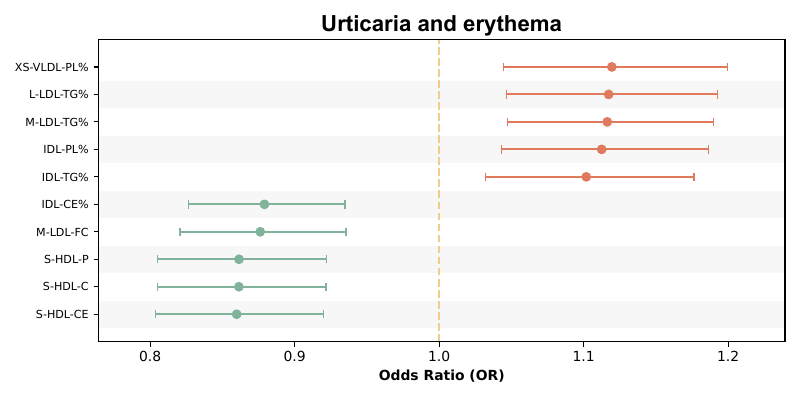 Urticaria and erythema
XS-VLDL-PL%
L-LDL-TG%
M-LDL-TG%
IDL-PL%
IDL-TG%
IDL-CE%
M-LDL-FC
S-HDL-P
S-HDL-C
S-HDL-CE
0.8 0.9 1.0 1.1 1.2
Odds Ratio (OR)